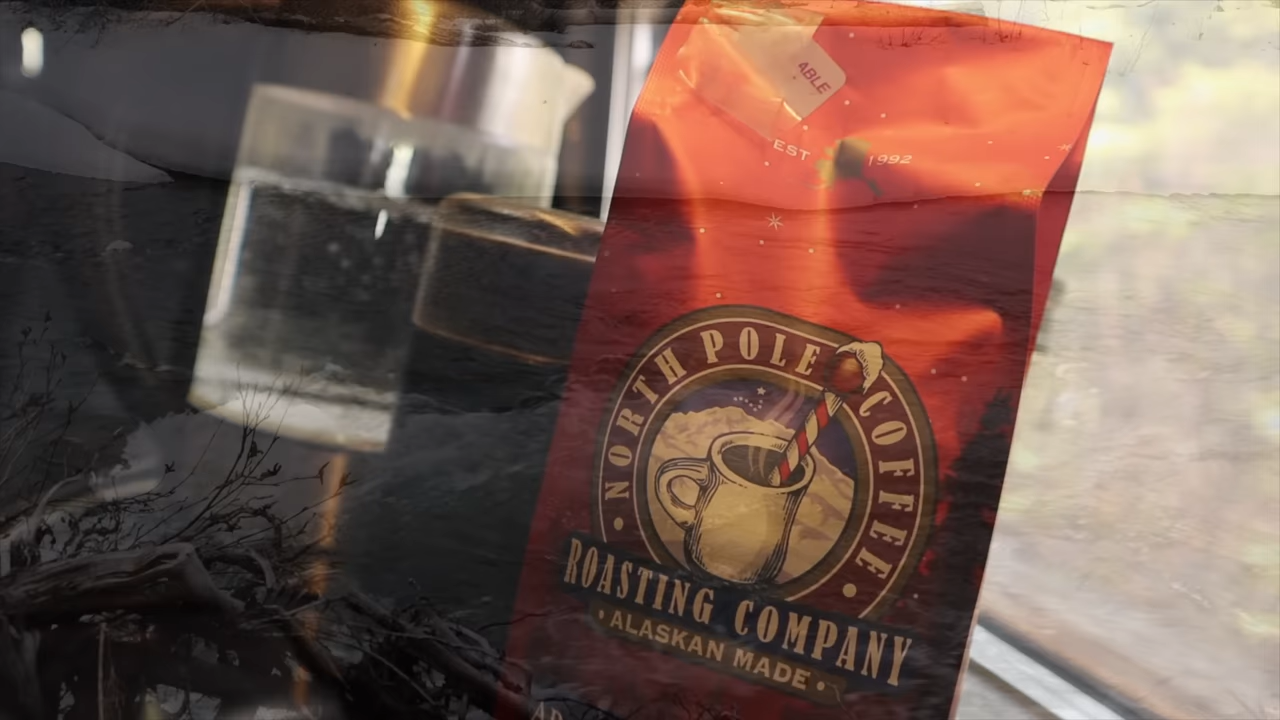 ABLE
EST 1992
NORTH POLE COFFEE
ROASTING COMPANY
• ALASKAN MADE •